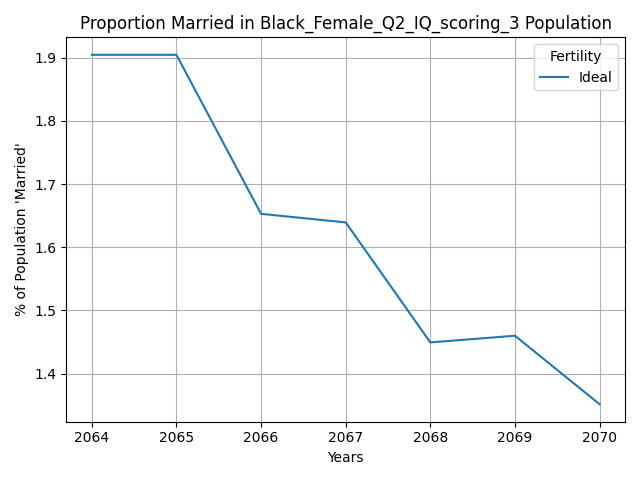 Proportion Married in Black_Female_Q2_IQ_scoring_3 Population
% of Population 'Married'
1.9
1.8
1.7
1.6
1.5
1.4
Fertility
Ideal
2064 2065 2066 2067 2068 2069 2070
Years